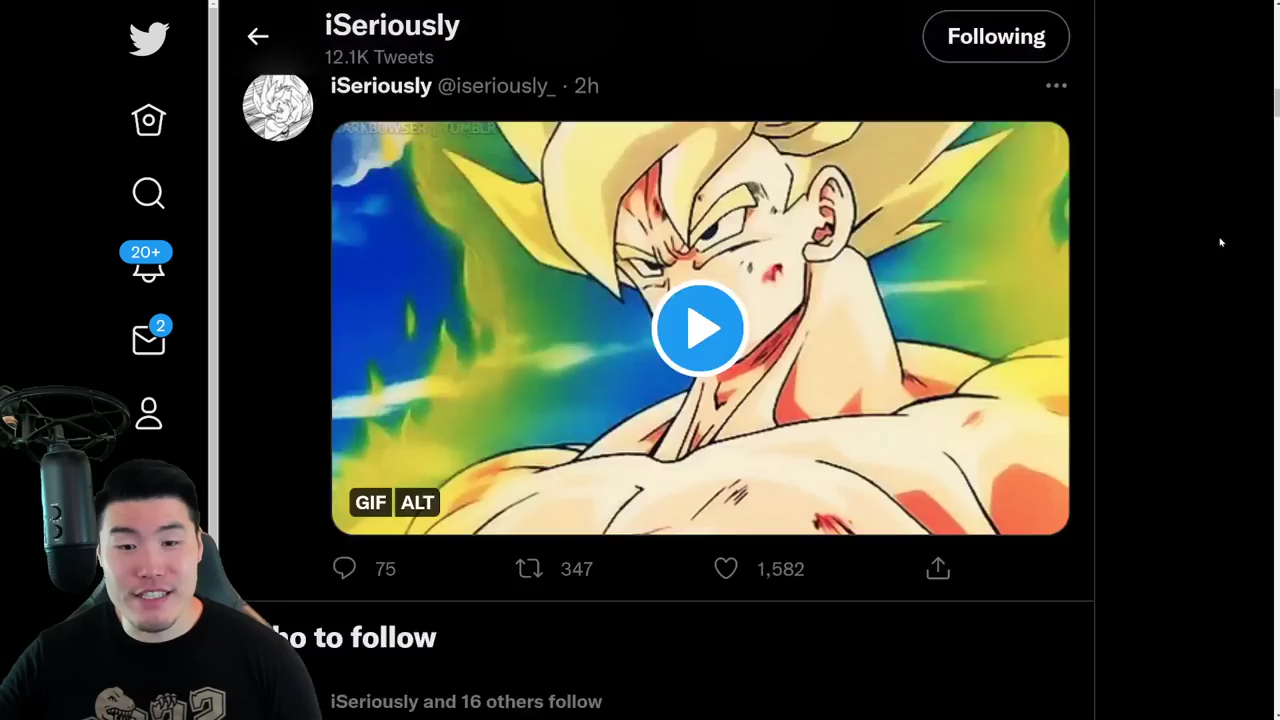 iSeriously
12.1K Tweets
Following
iSeriously @iseriously_ · 2h
20+
2
GIF ALT
75
347
1,582
to follow
iSeriously and 16 others follow